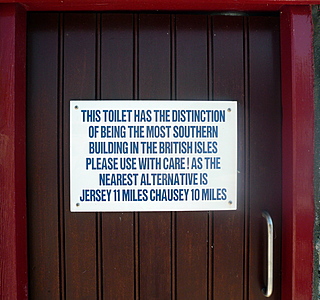 THIS TOILET HAS THE DISTINCTION
OF BEING THE MOST SOUTHERN
BUILDING IN THE BRITISH ISLES
PLEASE USE WITH CARE! AS THE
NEAREST ALTERNATIVE IS
JERSEY 11 MILES CHAUSEY 10 MILES